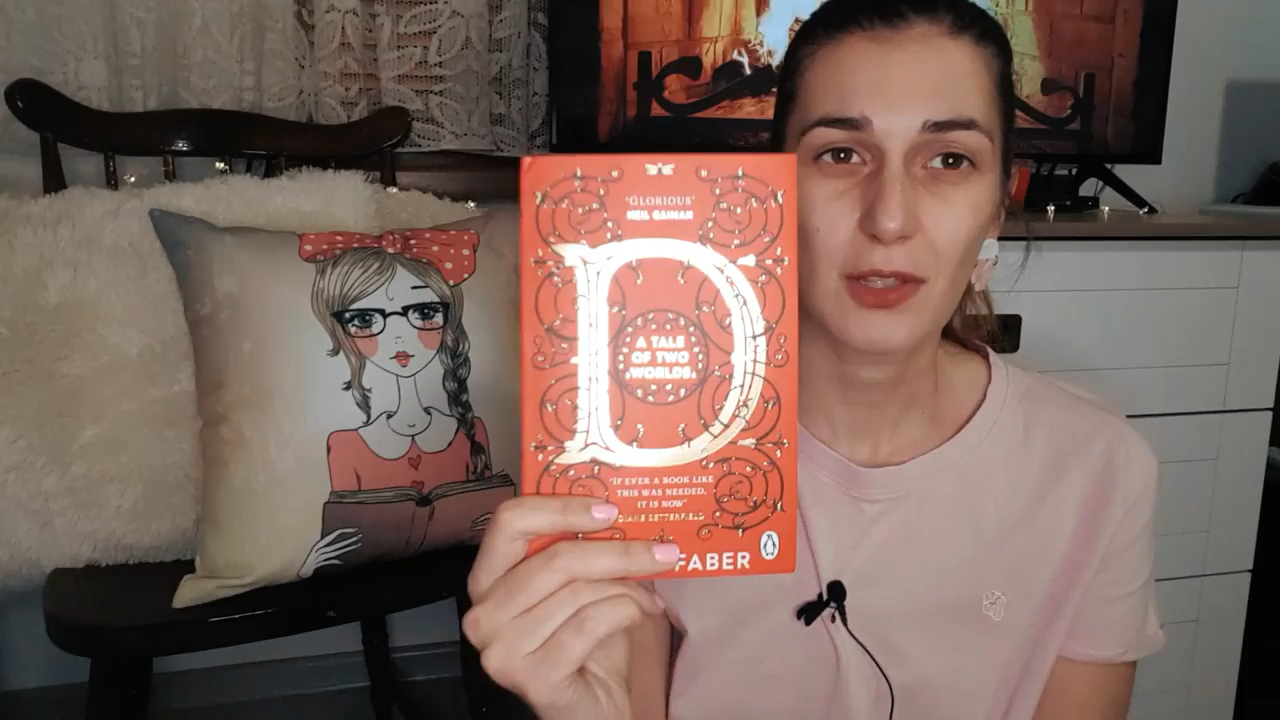 'GLORIOUS'
NEIL GAIMAN
D
A TALE
OF TWO
WORLDS
'IF EVER A BOOK LIKE
THIS WAS NEEDED,
IT IS NOW'
DIANE SETTERFIELD
FABER